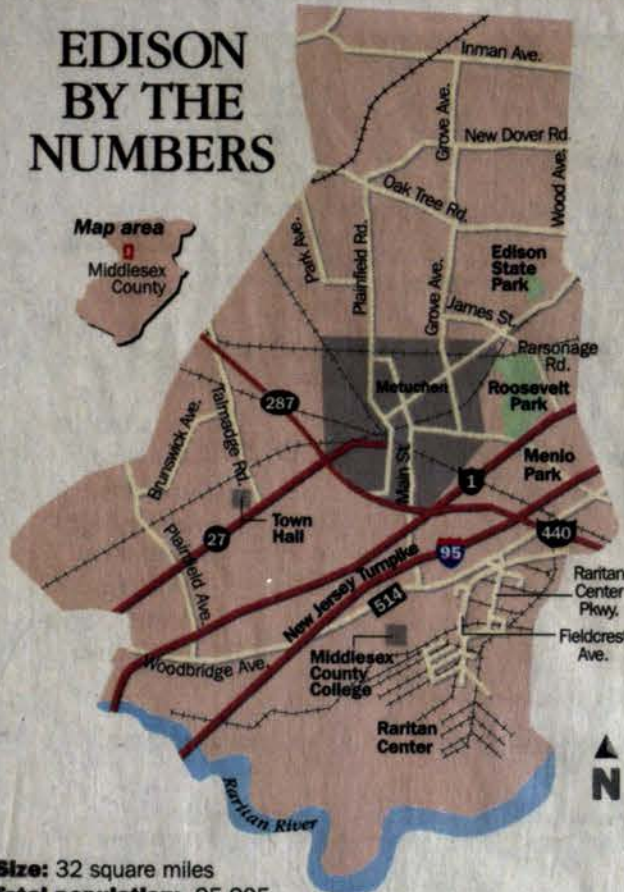 EDISON
BY THE
NUMBERS
Map area
Middlesex
County
Inman Ave.
Grove Ave.
New Dover Rd.
Wood Ave.
Oak Tree Rd.
Park Ave.
Plainfield Rd.
Edison
State
Park
Grove Ave.
James St.
Parsonage
Rd.
Metuchen
Roosevelt
Park
287
Brunswick Ave.
Talmadge Rd.
Main St.
Menlo
Park
1
Town
Hall
27
440
95
Plainfield Ave.
New Jersey Turnpike
514
Raritan
Center
Pkwy.
Fieldcrest
Ave.
Woodbridge Ave.
Middlesex
County
College
Raritan
Center
N
Raritan River
Size: 32 square miles